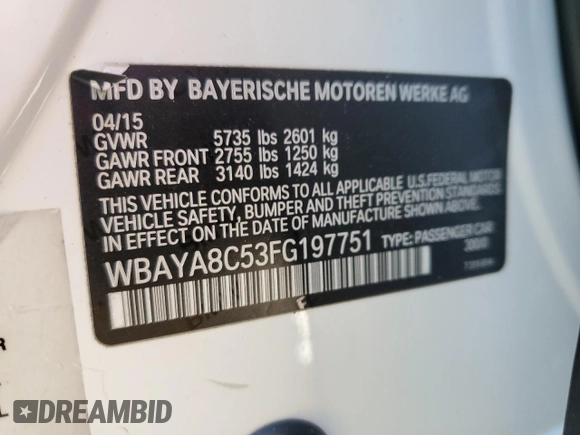 MFD BY BAYERISCHE MOTOREN WERKE AG
04/15
GVWR 5735 lbs 2601 kg
GAWR FRONT 2755 lbs 1250 kg
GAWR REAR 3140 lbs 1424 kg
THIS VEHICLE CONFORMS TO ALL APPLICABLE U.S. FEDERAL MOTOR
VEHICLE SAFETY, BUMPER AND THEFT PREVENTION STANDARDS
IN EFFECT ON THE DATE OF MANUFACTURE SHOWN ABOVE.
WBAYA8C53FG197751 TYPE: PASSENGER CAR
R
L
DREAMBID